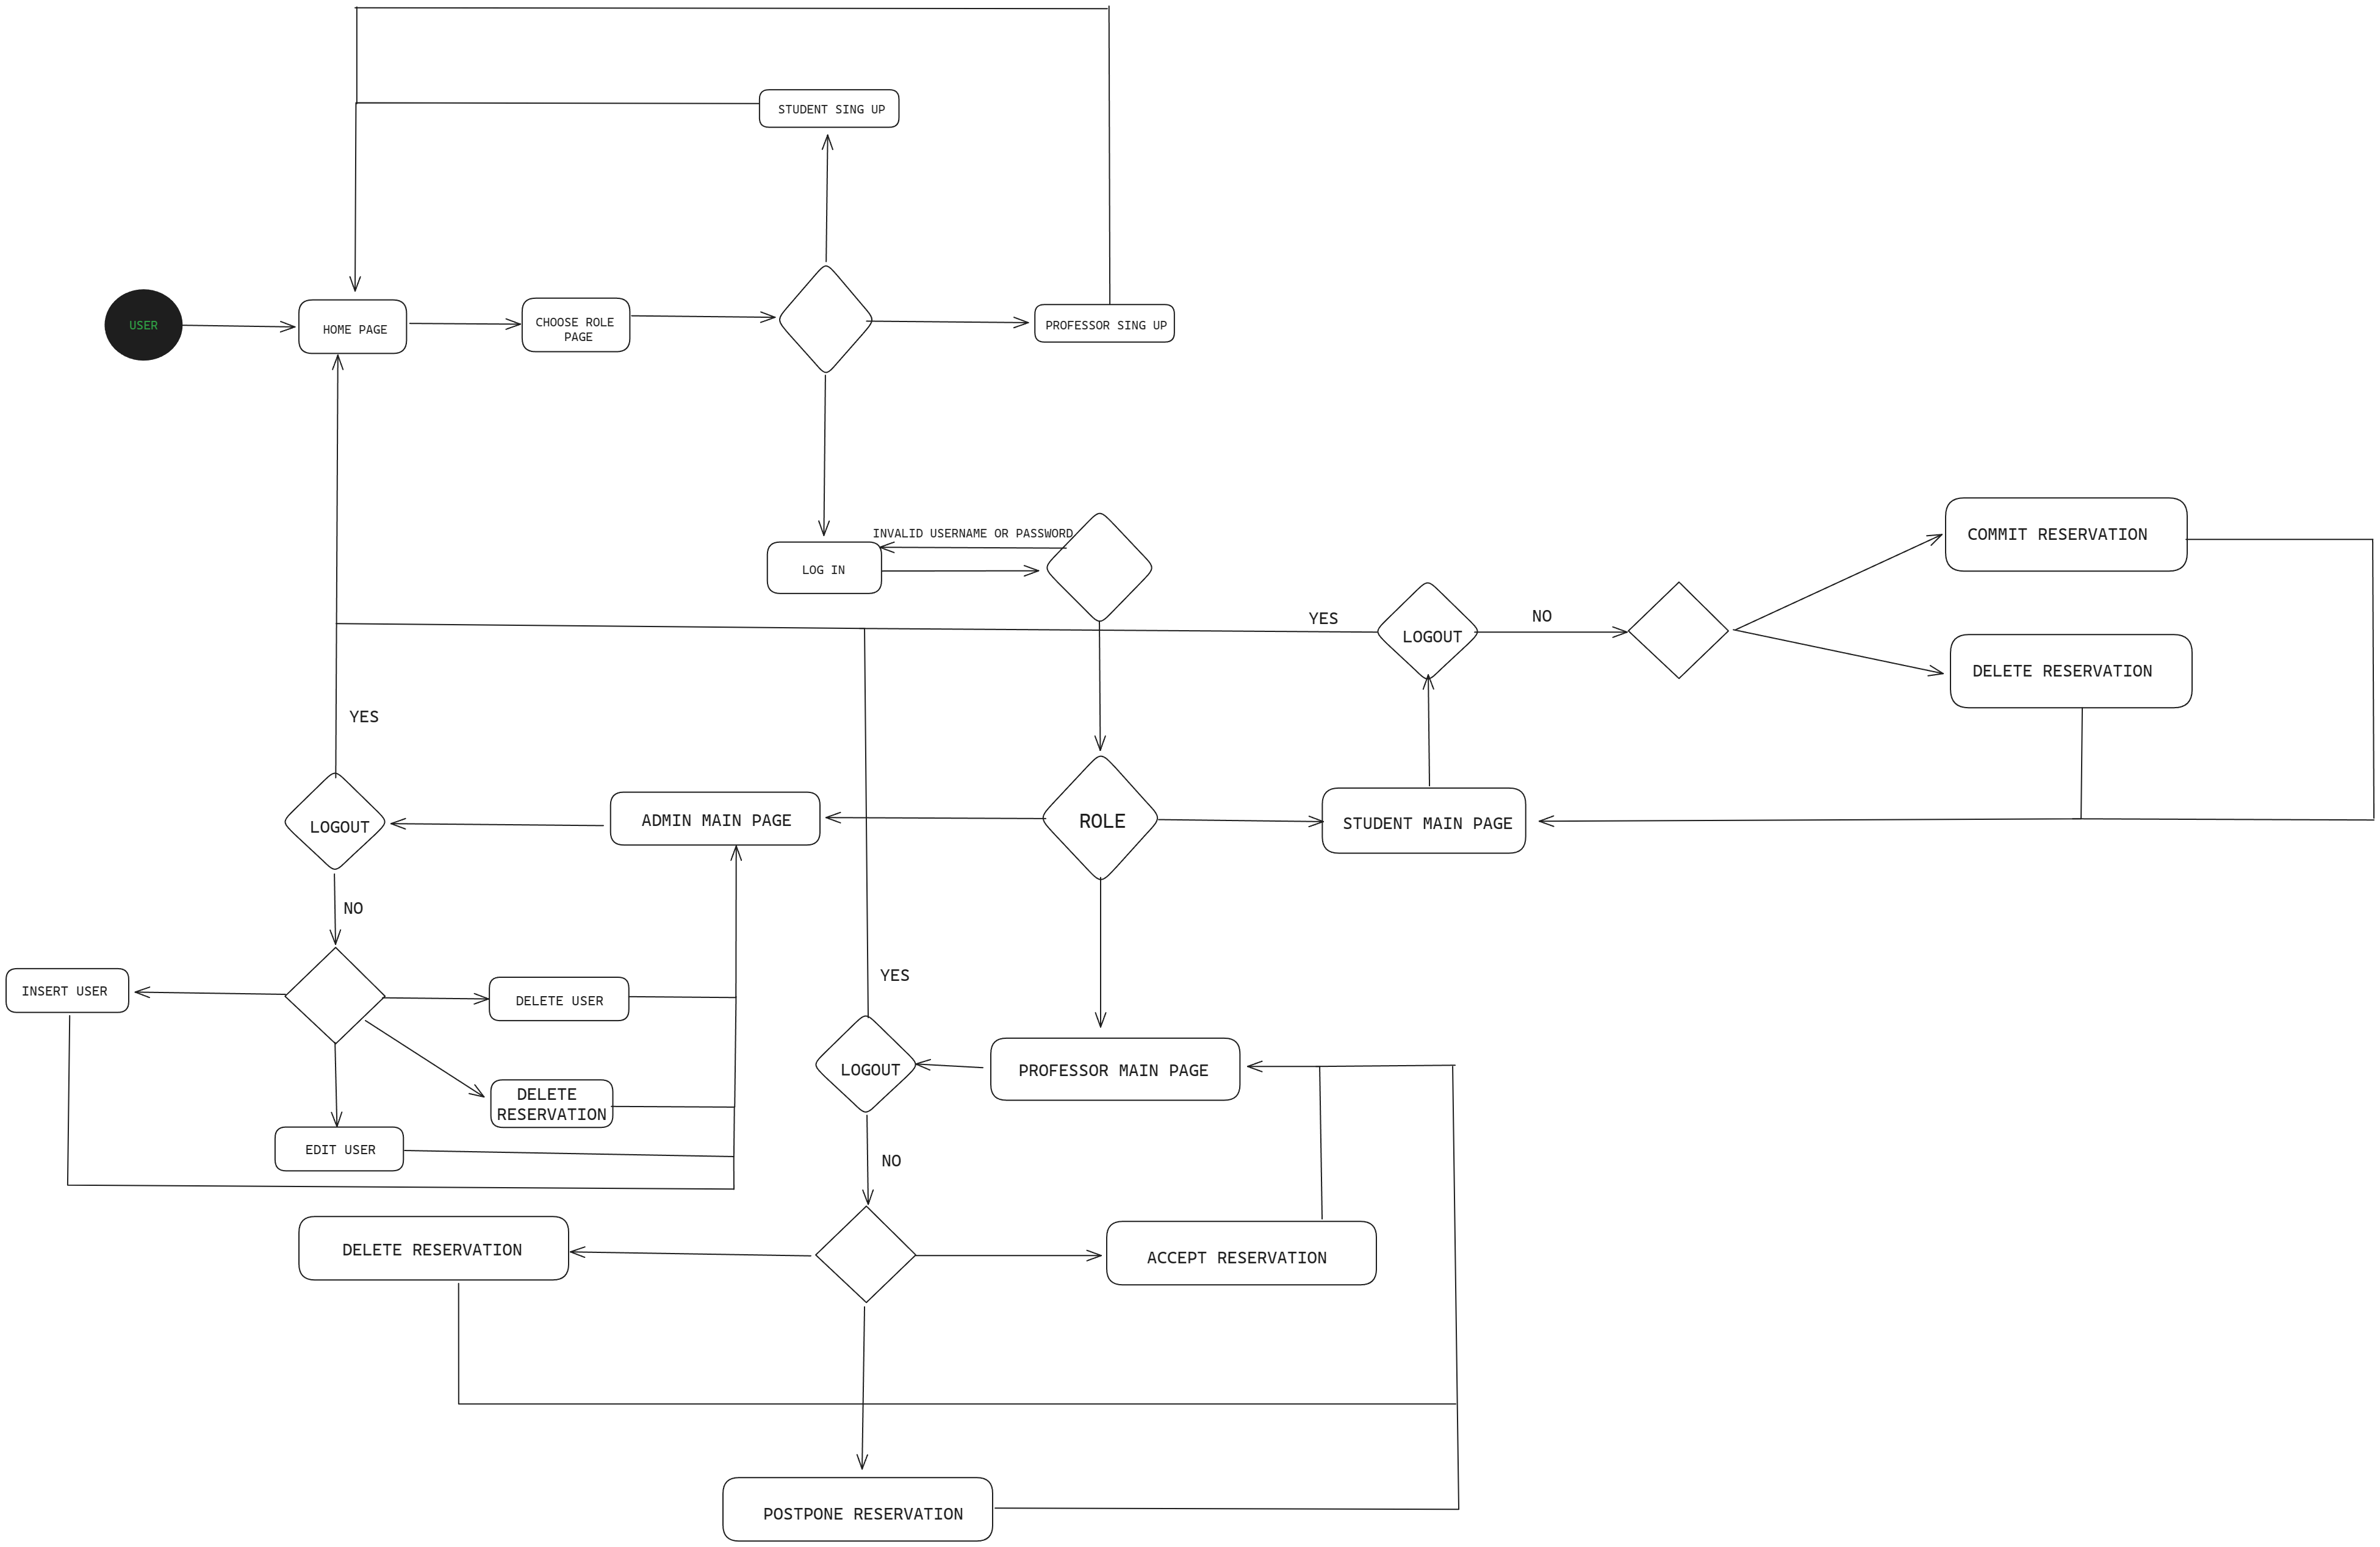 STUDENT SING UP
USER
HOME PAGE
CHOOSE ROLE
PAGE
PROFESSOR SING UP
INVALID USERNAME OR PASSWORD
LOG IN
COMMIT RESERVATION
YES
LOGOUT
NO
DELETE RESERVATION
YES
LOGOUT
ADMIN MAIN PAGE
ROLE
STUDENT MAIN PAGE
NO
YES
INSERT USER
DELETE USER
LOGOUT
PROFESSOR MAIN PAGE
DELETE
RESERVATION
EDIT USER
NO
DELETE RESERVATION
ACCEPT RESERVATION
POSTPONE RESERVATION